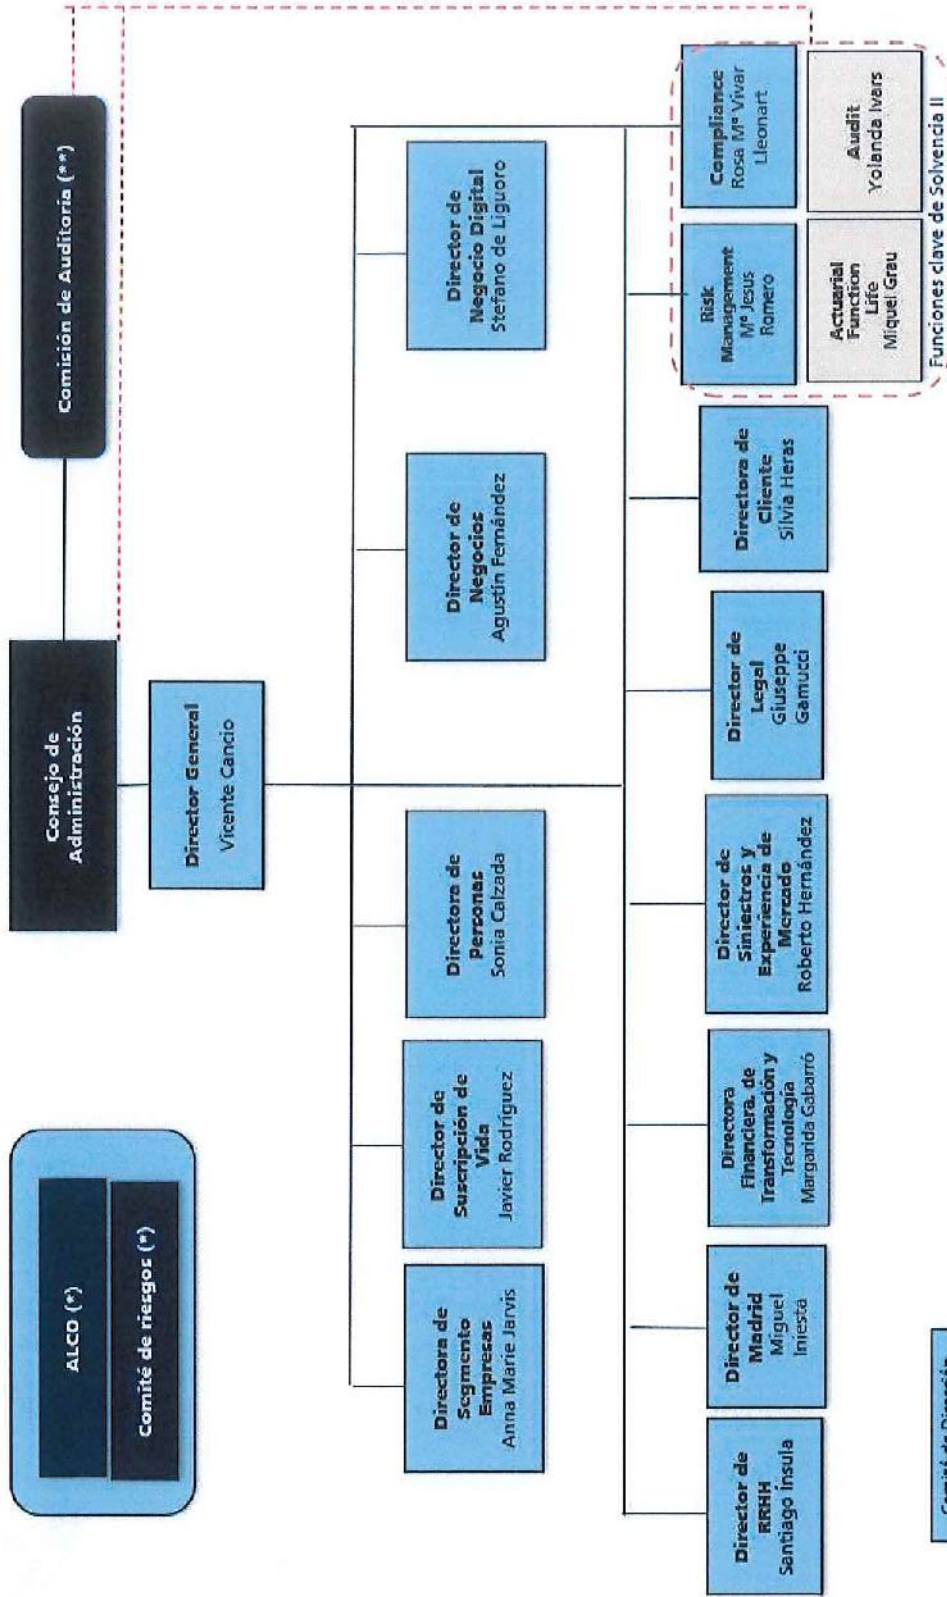 ALCO (*)
Comité de riesgos (*)
Consejo de
Administración
Comisión de Auditoría (**)
Director General
Vicente Cancio
Directora de
Segmento
Empresas
Anna Marie Jarvis
Director de
Suscripción de
Vida
Javier Rodríguez
Directora de
Personas
Sonia Calzada
Director de
Negocios
Agustín Fernández
Director de
Negocio Digital
Stefano de Liguoro
Director de
RRHH
Santiago Ínsula
Director de
Madrid
Miguel
Iniesta
Directora
Financiera, de
Transformación y
Tecnología
Margarida Gabarró
Director de
Siniestros y
Experiencia de
Mercado
Roberto Hernández
Director de
Legal
Giuseppe
Gamucci
Directora de
Cliente
Silvia Heras
Risk
Management
Mª Jesus
Romero
Compliance
Rosa Mª Vivar
Lleonart
Actuarial
Function
Life
Miquel Grau
Audit
Yolanda Ivars
Funciones clave de Solvencia II
Comité de Dirección